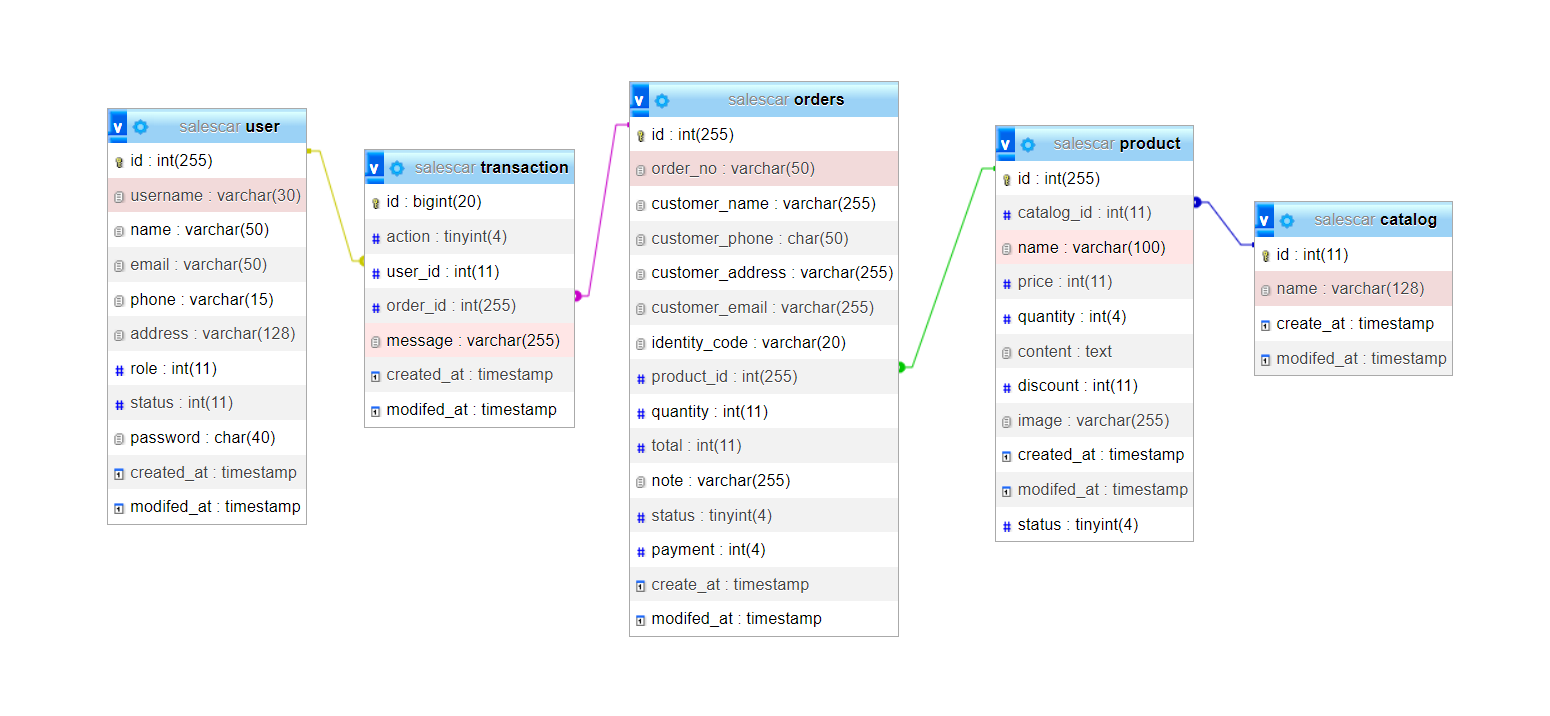 salescar user
id : int(255)
username : varchar(30)
name : varchar(50)
email : varchar(50)
phone : varchar(15)
address : varchar(128)
role : int(11)
status : int(11)
password : char(40)
created_at : timestamp
modifed_at : timestamp
salescar transaction
id : bigint(20)
action : tinyint(4)
user_id : int(11)
order_id : int(255)
message : varchar(255)
created_at : timestamp
modifed_at : timestamp
salescar orders
id : int(255)
order_no : varchar(50)
customer_name : varchar(255)
customer_phone : char(50)
customer_address : varchar(255)
customer_email : varchar(255)
identity_code : varchar(20)
product_id : int(255)
quantity : int(11)
total : int(11)
note : varchar(255)
status : tinyint(4)
payment : int(4)
create_at : timestamp
modifed_at : timestamp
salescar product
id : int(255)
catalog_id : int(11)
name : varchar(100)
price : int(11)
quantity : int(4)
content : text
discount : int(11)
image : varchar(255)
created_at : timestamp
modifed_at : timestamp
status : tinyint(4)
salescar catalog
id : int(11)
name : varchar(128)
create_at : timestamp
modifed_at : timestamp